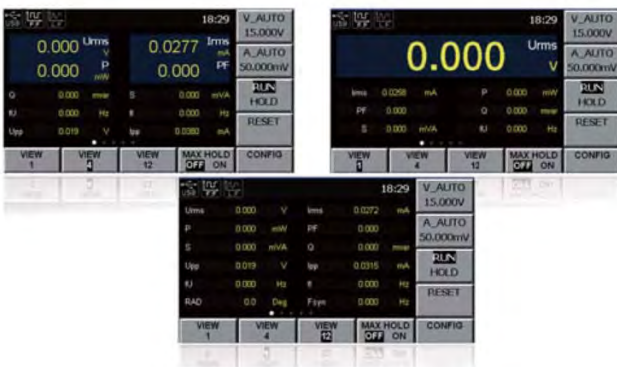 USB F.F L.F 18:29 V_AUTO
15.000V
0.000 Urms V 0.0277 Irms mA
A_AUTO
50.000mV
0.000 P mW 0.000 PF
RUN
HOLD
Q 0.000 mvar S 0.000 mVA
RESET
fU 0.000 Hz fI 0.000 Hz
Upp 0.019 V Ipp 0.0360 mA
VIEW VIEW VIEW MAX HOLD CONFIG
1 4 12 OFF ON
18:29 V_AUTO
15.000V
0.000 Urms V
A_AUTO
50.000mV
RUN
HOLD
Irms 0.0298 mA P 0.000 mW
PF 0.000 Q 0.000 mvar
RESET
S 0.000 mVA fU 0.000 Hz
VIEW VIEW VIEW MAX HOLD CONFIG
1 4 12 OFF ON
18:29 V_AUTO
15.000V
Urms 0.000 V Irms 0.0272 mA
A_AUTO
50.000mV
P 0.000 mW PF 0.000
S 0.000 mVA Q 0.000 mvar
RUN
HOLD
Upp 0.019 V Ipp 0.0315 mA
fU 0.000 Hz fI 0.000 Hz
RESET
RAD 0.0 Deg Fsyn 0.000 Hz
VIEW VIEW VIEW MAX HOLD CONFIG
1 4 12 OFF ON